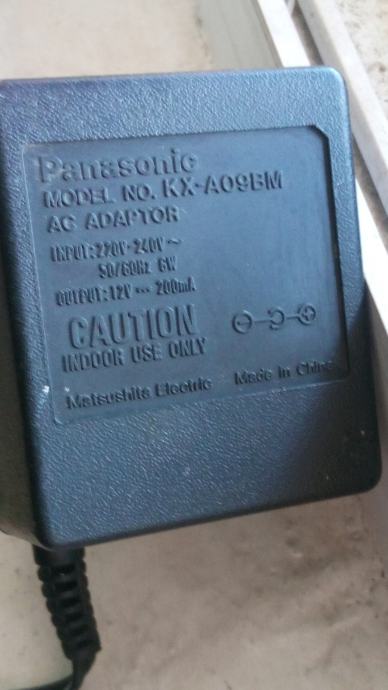 Panasonic
MODEL NO. KX-A09BM
AC ADAPTOR
INPUT:220V-240V ~
50/60Hz 6W
OUTPUT:12V ⎓ 200mA
CAUTION
INDOOR USE ONLY
Matsushita Electric Made in China